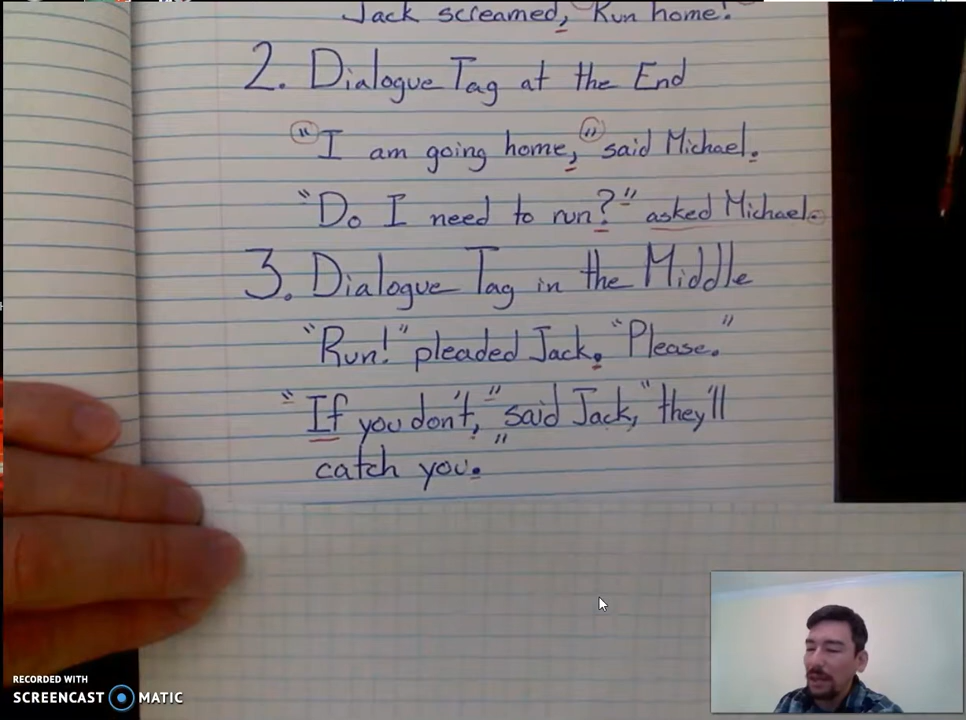 Jack screamed, "Run home!"
2. Dialogue Tag at the End
"I am going home," said Michael.
"Do I need to run?" asked Michael.
3. Dialogue Tag in the Middle
"Run!" pleaded Jack. "Please."
"If you don't," said Jack, "they'll
catch you."
RECORDED WITH
SCREENCAST MATIC